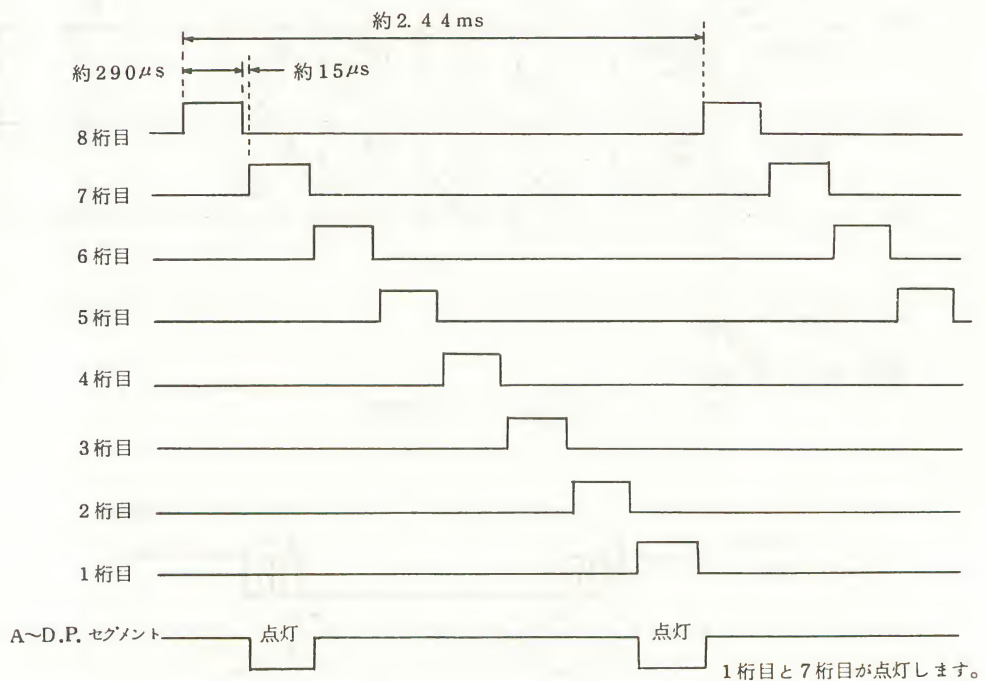 約2.44ms
約290μs
約15μs
8桁目
7桁目
6桁目
5桁目
4桁目
3桁目
2桁目
1桁目
A~D.P. セグメント
点灯
点灯
1桁目と7桁目が点灯します。